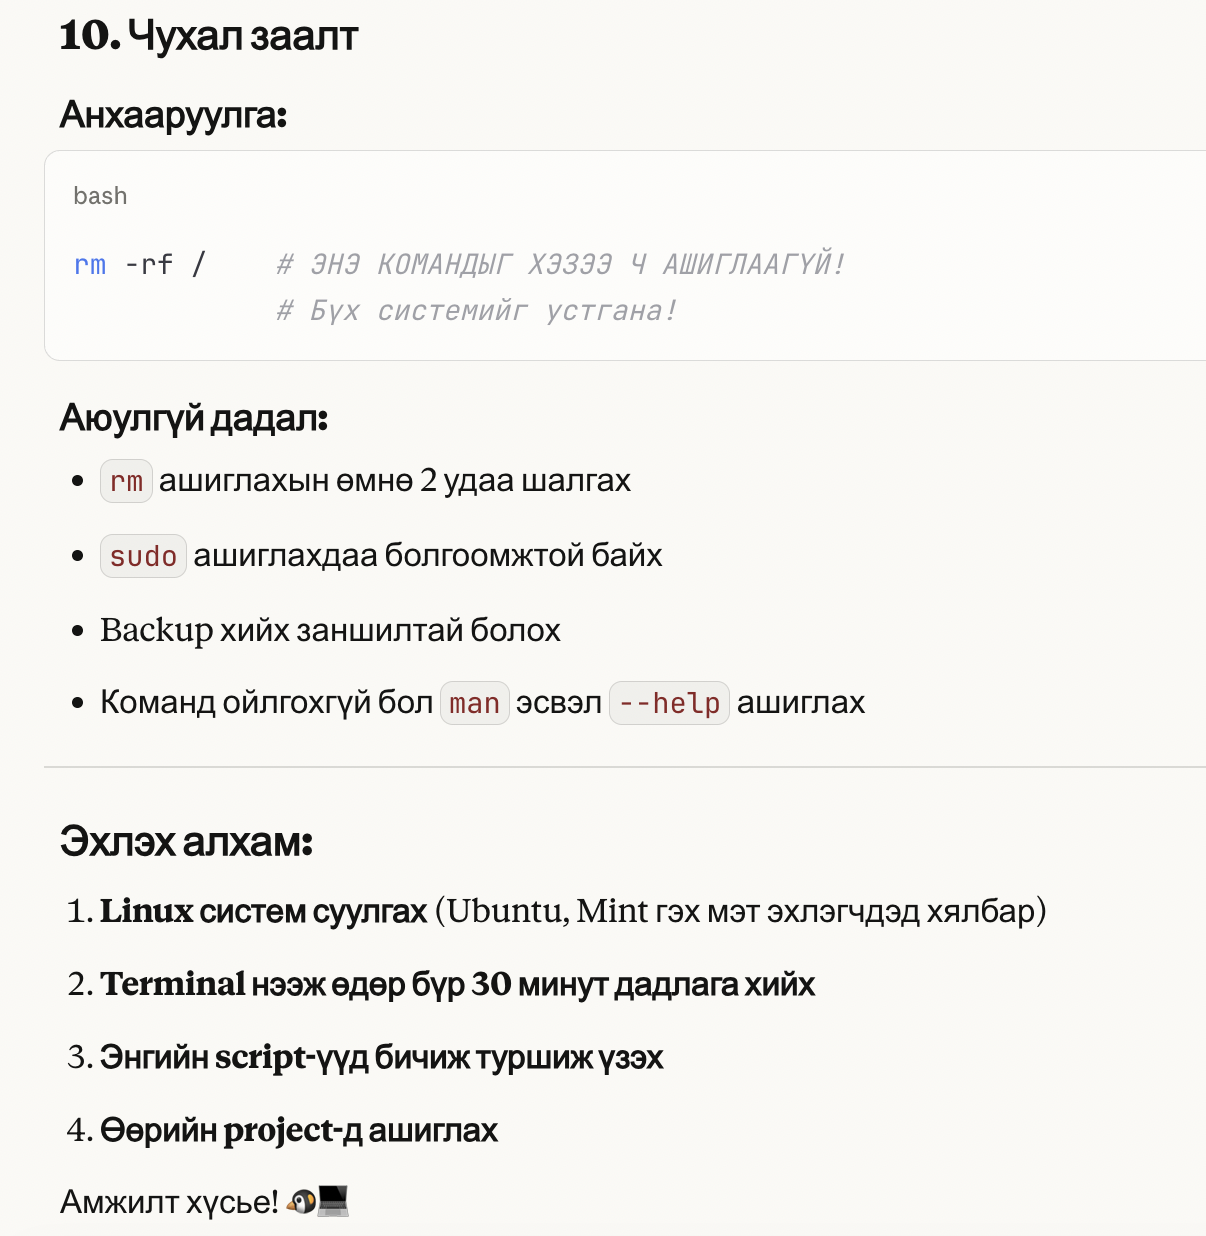 10. Чухал заалт
Анхааруулга:
bash
rm -rf /    # ЭНЭ КОМАНДЫГ ХЭЗЭЭ Ч АШИГЛААГҮЙ!
# Бүх системийг устгана!
Аюулгүй дадал:
• rm ашиглахын өмнө 2 удаа шалгах
• sudo ашиглахдаа болгоомжтой байх
• Backup хийх заншилтай болох
• Команд ойлгохгүй бол man эсвэл --help ашиглах
Эхлэх алхам:
1. Linux систем суулгах (Ubuntu, Mint гэх мэт эхлэгчдэд хялбар)
2. Terminal нээж өдөр бүр 30 минут дадлага хийх
3. Энгийн script-үүд бичиж туршиж үзэх
4. Өөрийн project-д ашиглах
Амжилт хүсье! 🐧💻